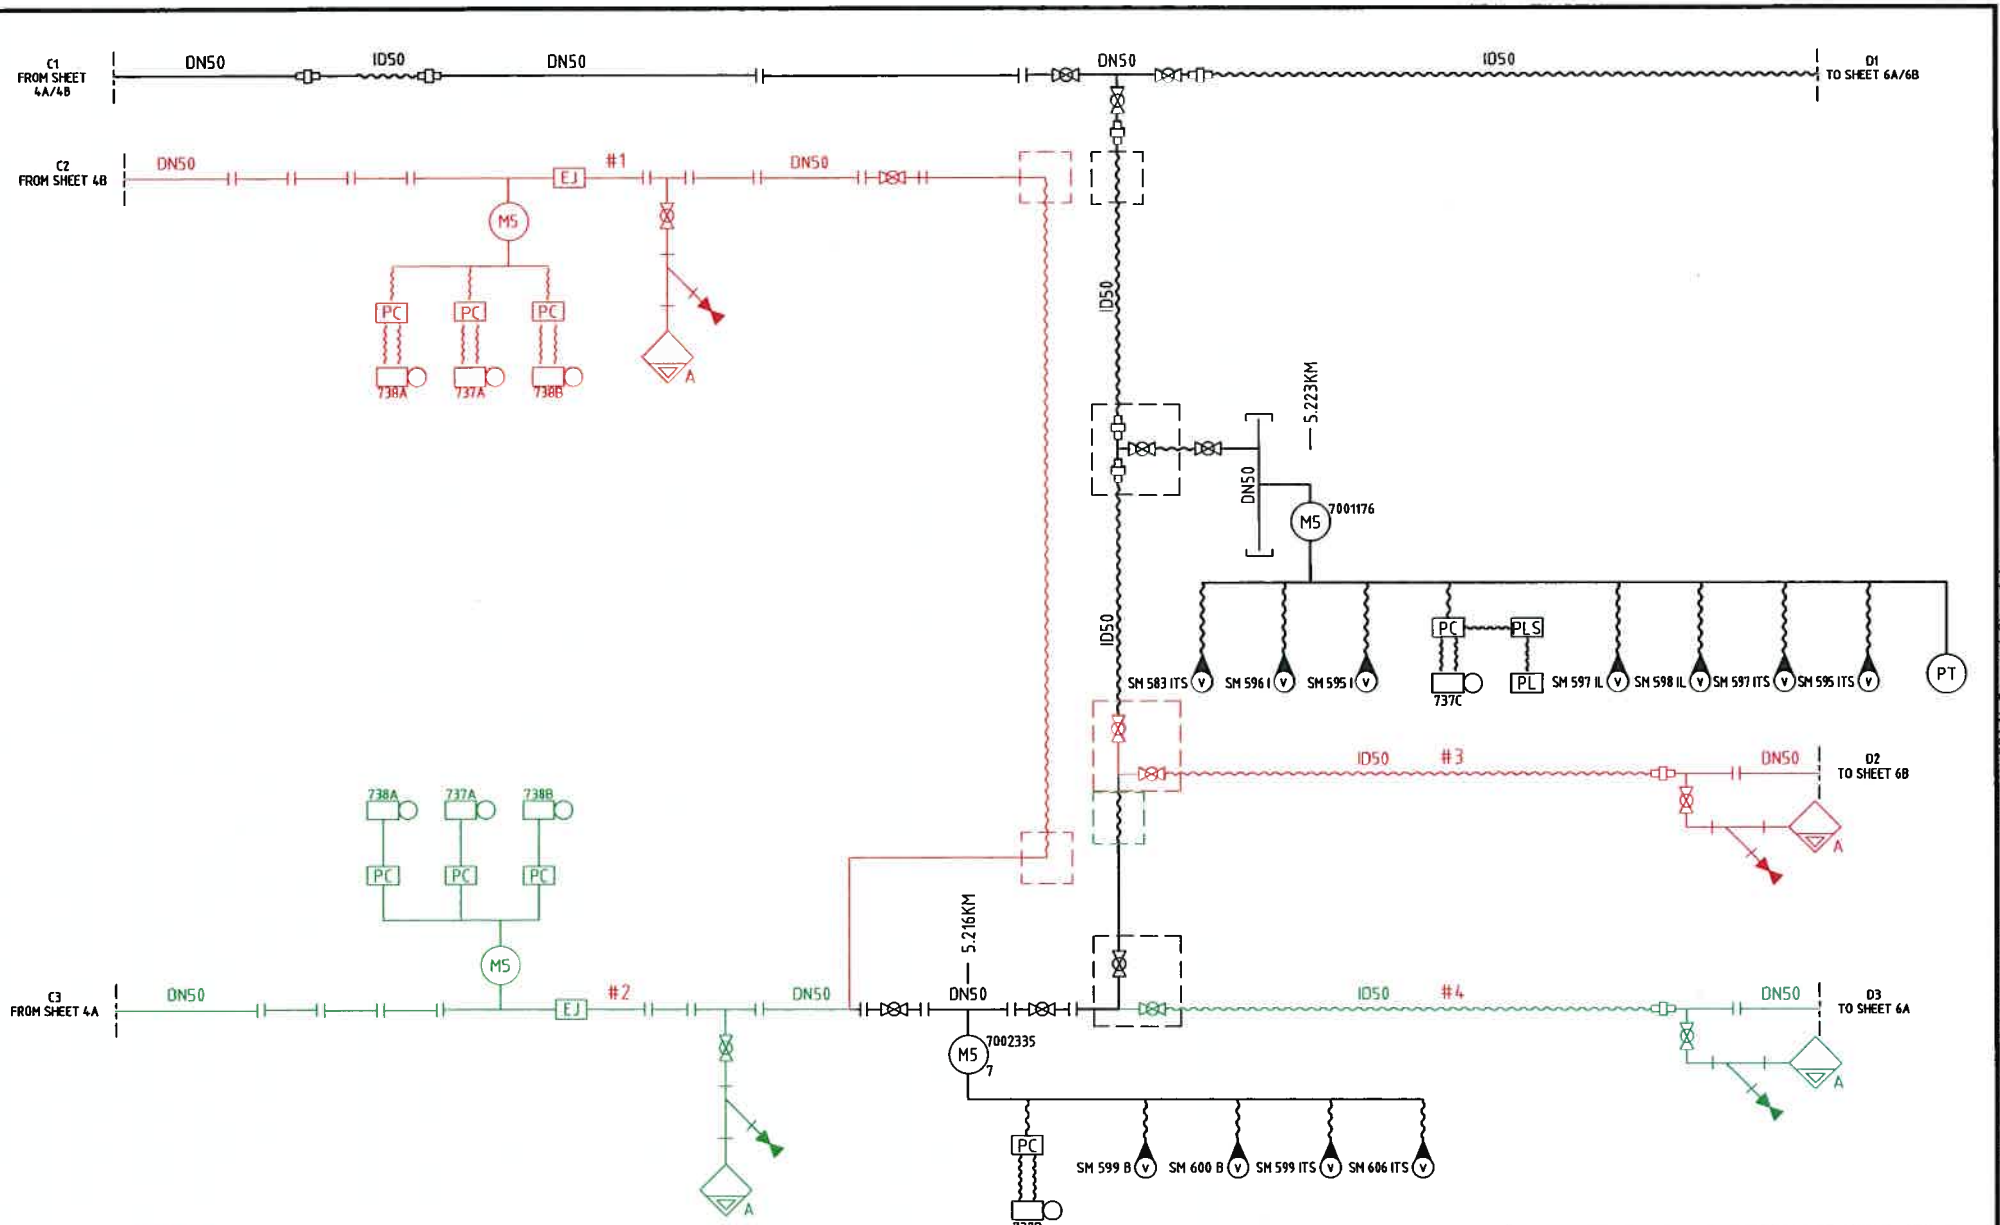 C1
FROM SHEET
4A/4B
DN50
ID50
DN50
DN50
ID50
D1
TO SHEET 6A/6B
C2
FROM SHEET 4B
DN50
EJ
#1
DN50
M5
PC
PC
PC
738A
737A
738B
A
ID50
5.223KM
DN50
M5
7001176
ID50
PC
PLS
PL
737C
SM 583 ITS
V
SM 596 I
V
SM 595 I
V
SM 597 IL
V
SM 598 IL
V
SM 597 ITS
V
SM 595 ITS
V
PT
ID50
#3
DN50
D2
TO SHEET 6B
A
738A
737A
738B
PC
PC
PC
M5
5.216KM
C3
FROM SHEET 4A
DN50
EJ
#2
DN50
DN50
ID50
#4
DN50
D3
TO SHEET 6A
M5
7002335
7
A
A
PC
SM 599 B
V
SM 600 B
V
SM 599 ITS
V
SM 606 ITS
V